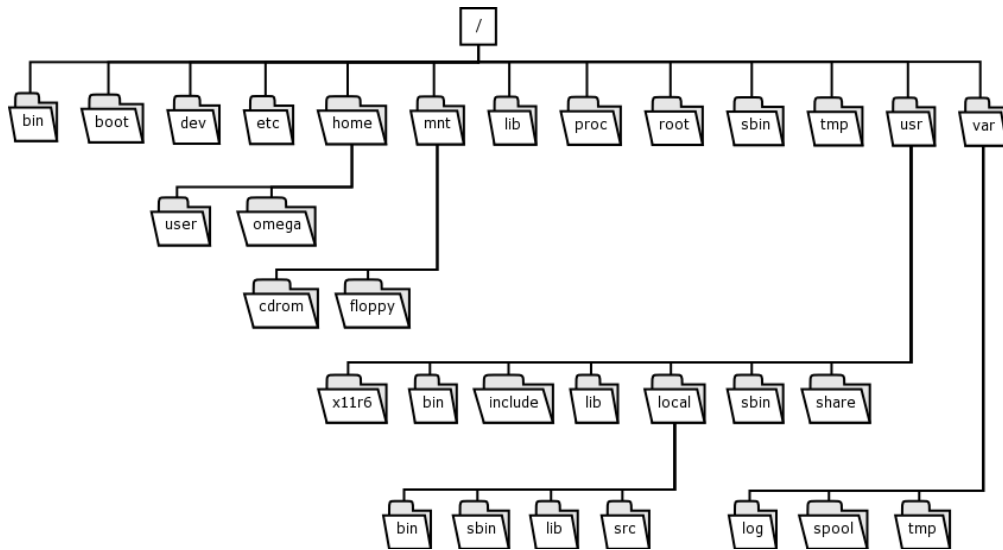 /
bin boot dev etc home mnt lib proc root sbin tmp usr var
user omega
cdrom floppy
x11r6 bin include lib local sbin share
bin sbin lib src log spool tmp